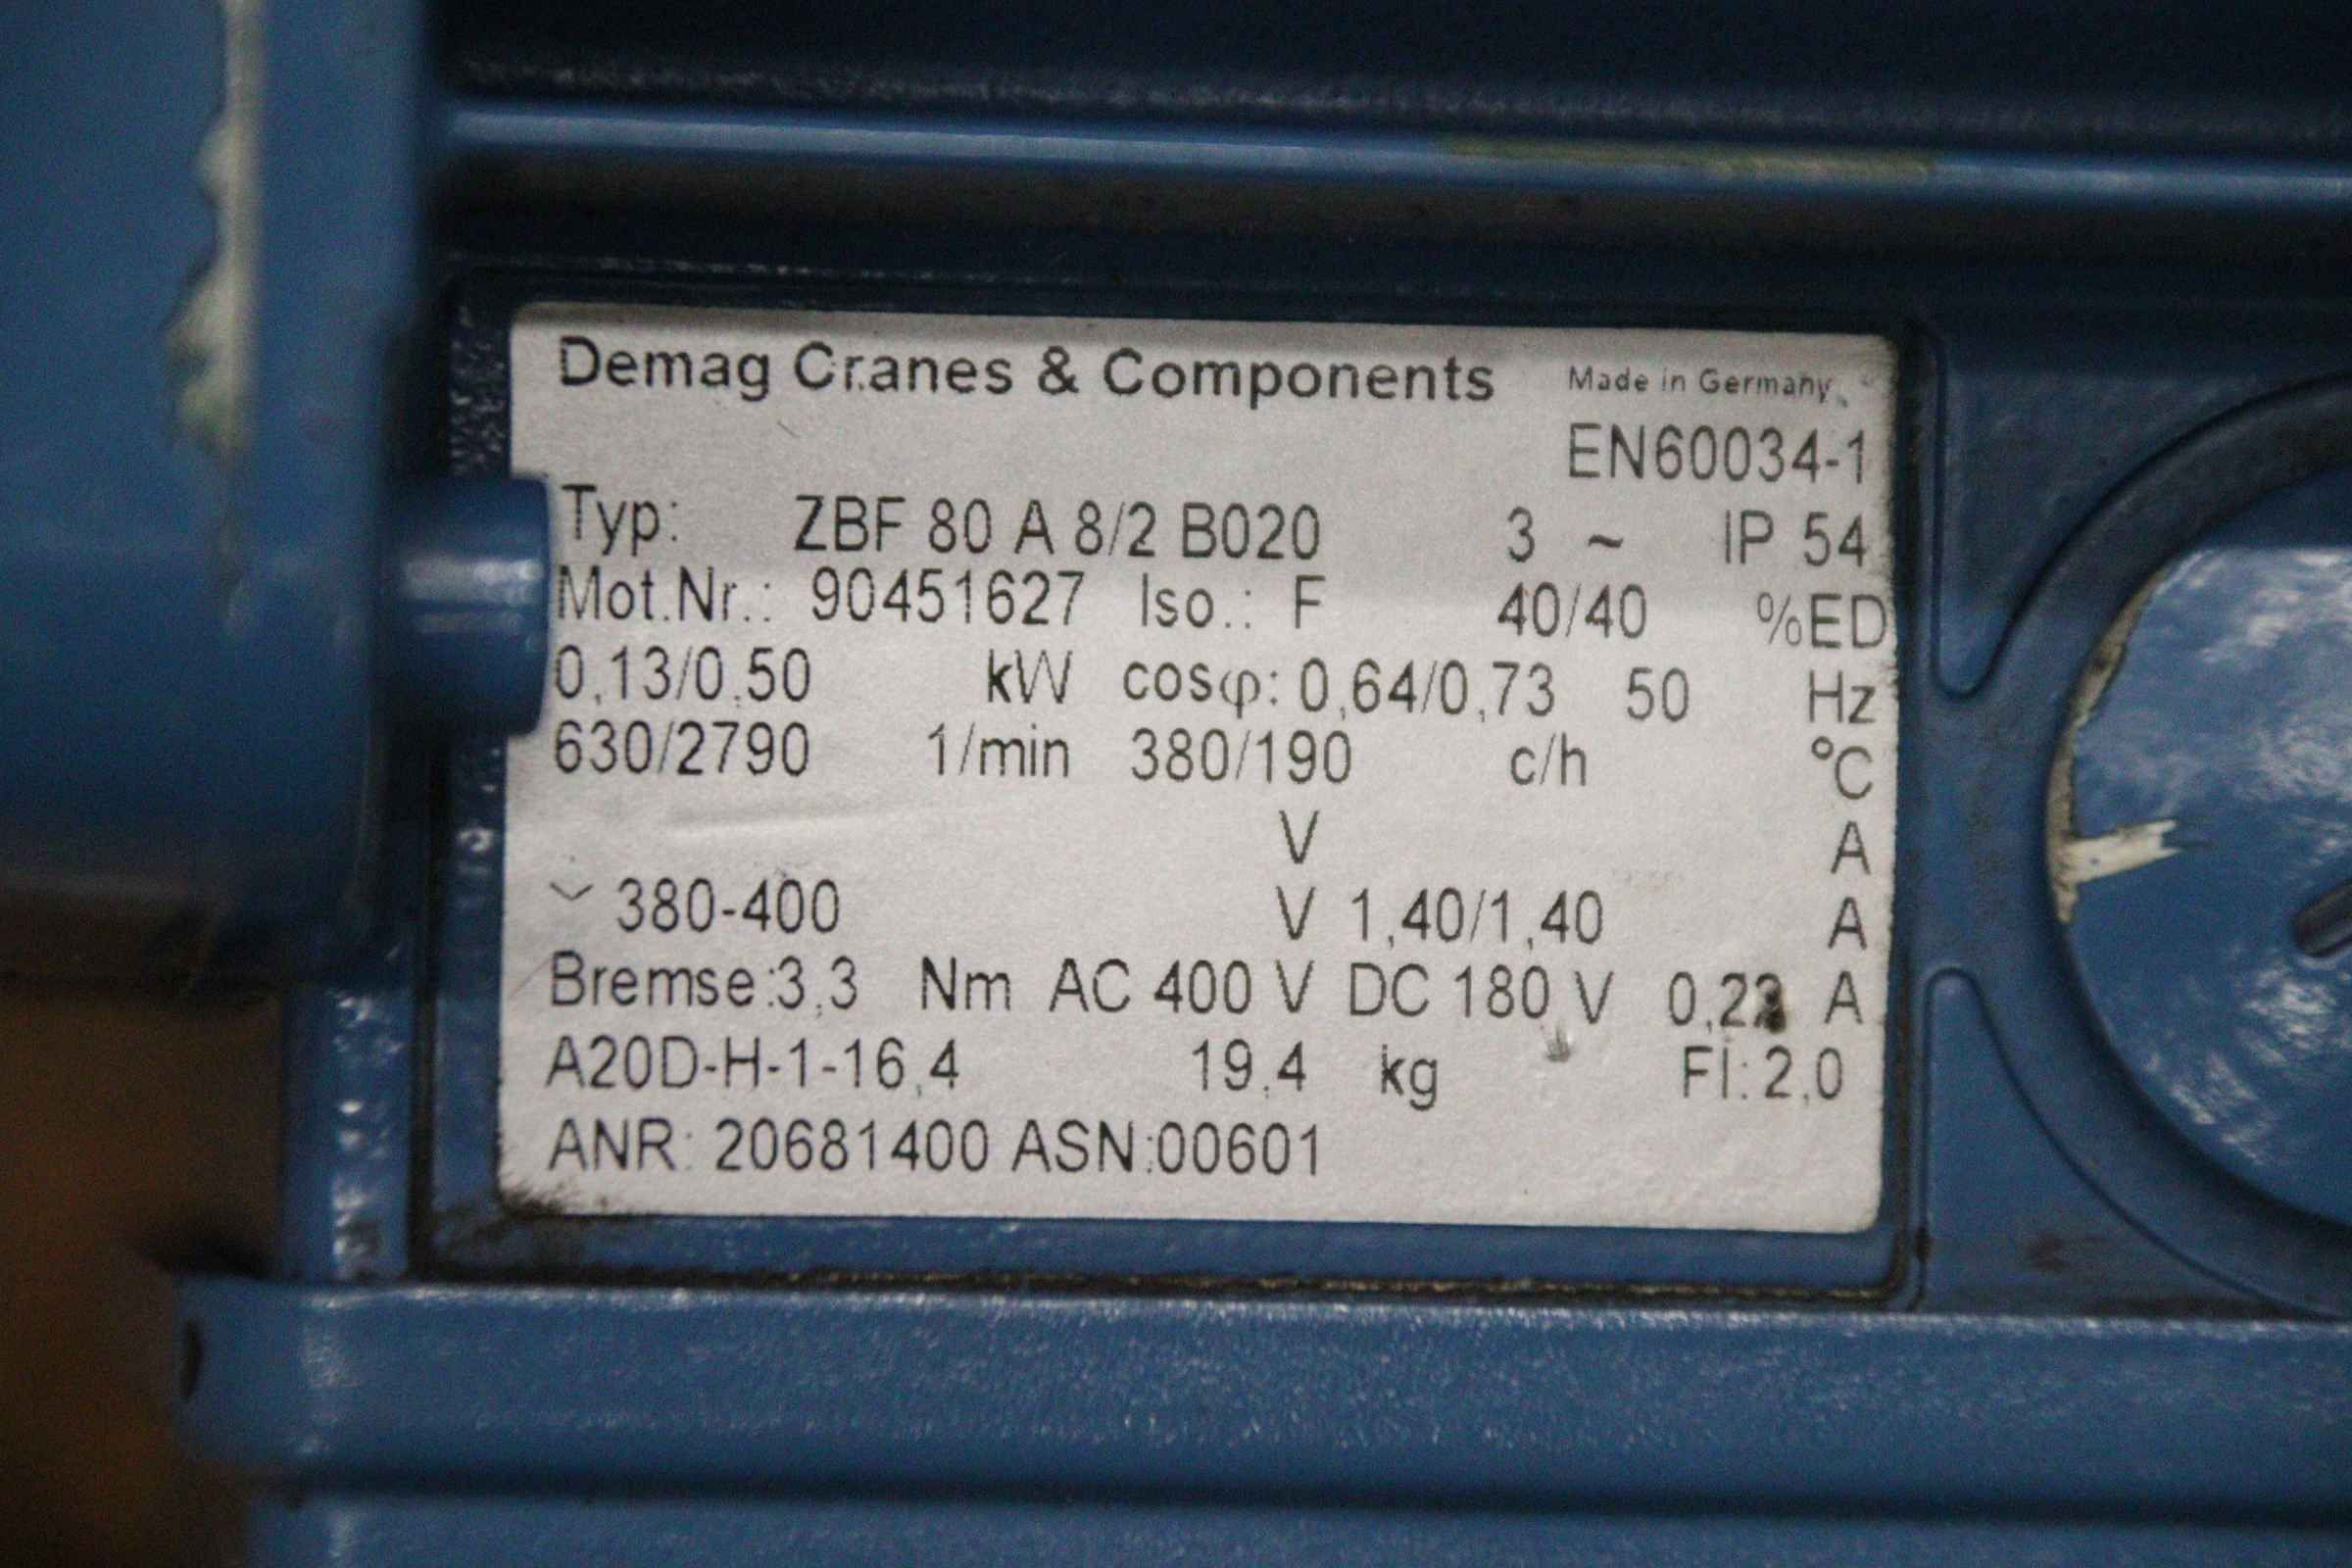 Demag Cranes & Components Made in Germany
EN60034-1
Typ: ZBF 80 A 8/2 B020 3 ~ IP 54
Mot.Nr.: 90451627 Iso.: F 40/40 %ED
0,13/0,50 kW cosφ: 0,64/0,73 50 Hz
630/2790 1/min 380/190 c/h °C
V A
380-400 V 1,40/1,40 A
Bremse:3,3 Nm AC 400 V DC 180 V A
A20D-H-1-16,4 19,4 kg FI:2,0
ANR: 20681400 ASN:00601